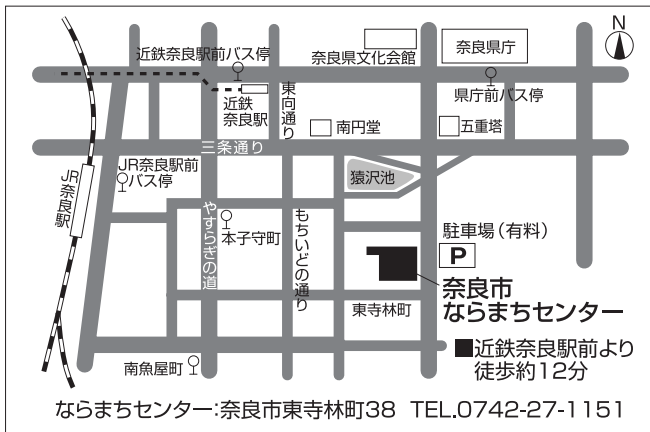 N
近鉄奈良駅前バス停
奈良県文化会館
奈良県庁
県庁前バス停
近鉄
奈良駅
東向通り
南円堂
五重塔
三条通り
JR奈良駅前
バス停
JR奈良駅
猿沢池
やすらぎの道
本子守町
もちいどの通り
駐車場(有料)
P
奈良市
ならまちセンター
東寺林町
南魚屋町
■近鉄奈良駅前より
徒歩約12分
ならまちセンター:奈良市東寺林町38 TEL.0742-27-1151